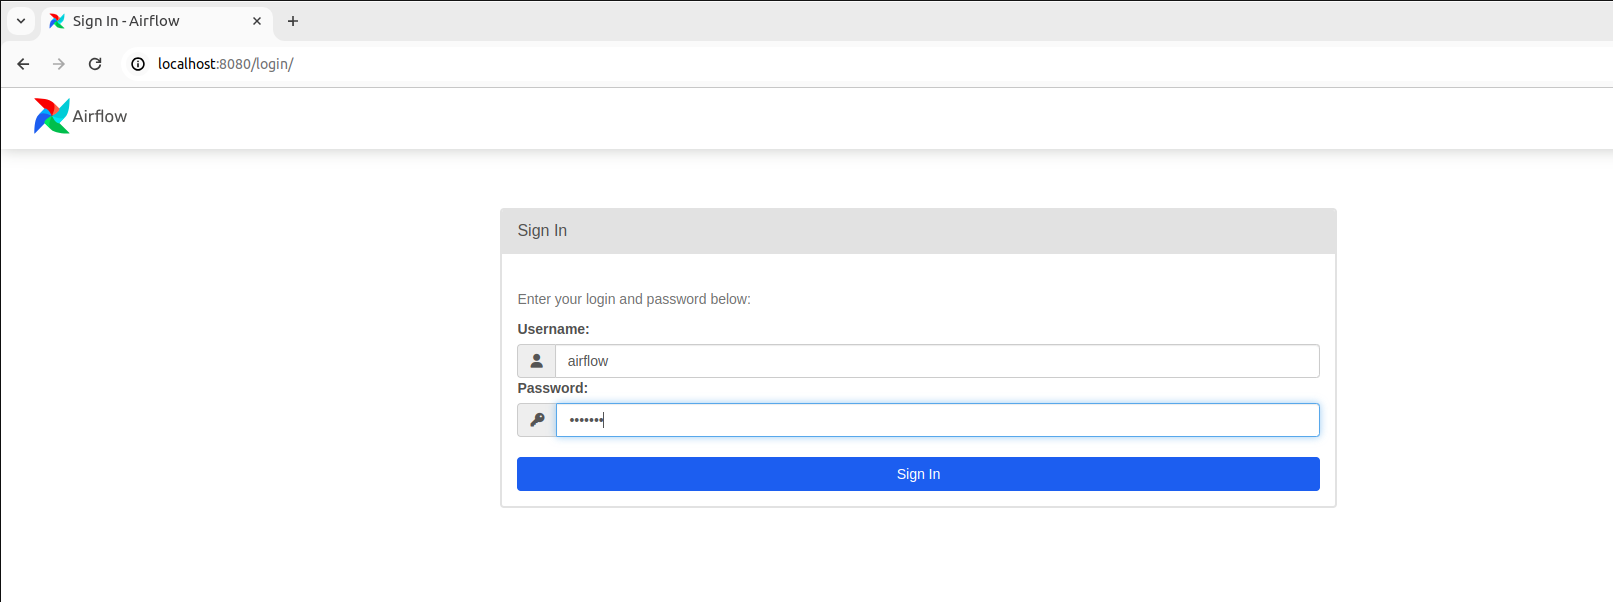 Sign In - Airflow
localhost:8080/login/
Airflow
Sign In
Enter your login and password below:
Username:
airflow
Password:
•••••••
Sign In